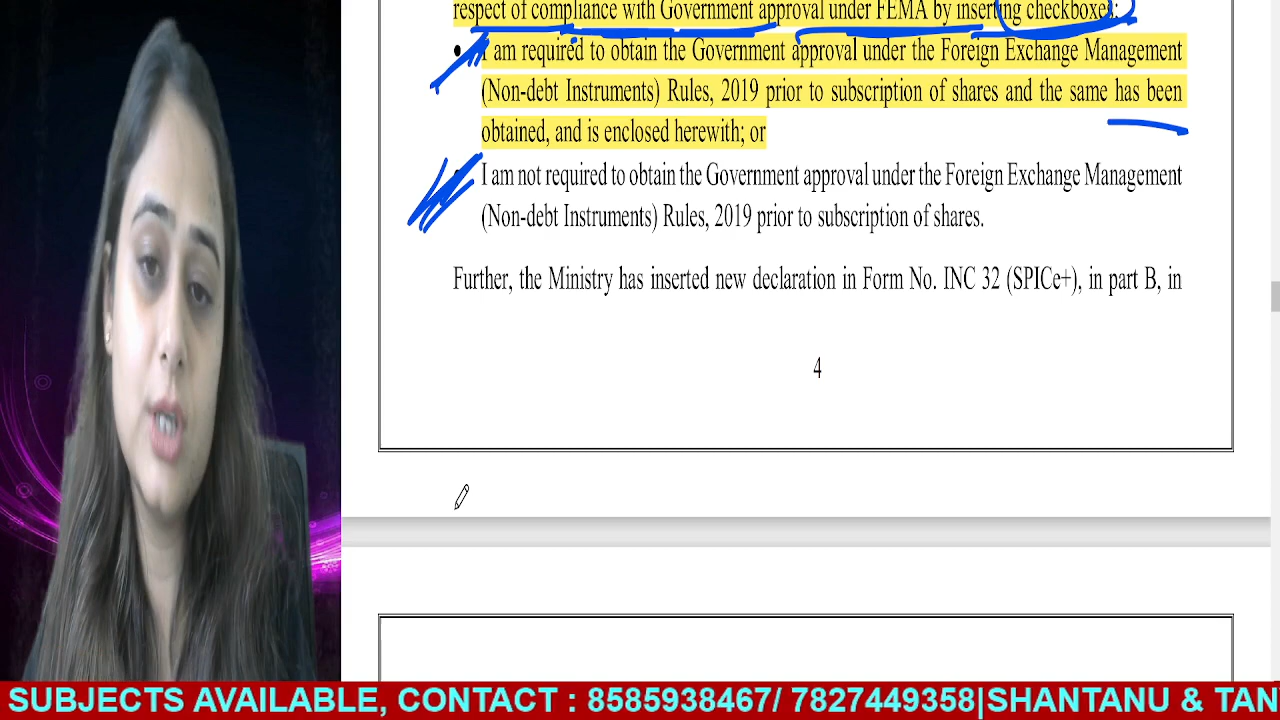 respect of compliance with Government approval under FEMA by inserting checkboxes:
• I am required to obtain the Government approval under the Foreign Exchange Management
(Non-debt Instruments) Rules, 2019 prior to subscription of shares and the same has been
obtained, and is enclosed herewith; or
I am not required to obtain the Government approval under the Foreign Exchange Management
(Non-debt Instruments) Rules, 2019 prior to subscription of shares.
Further, the Ministry has inserted new declaration in Form No. INC 32 (SPICe+), in part B, in
4
SUBJECTS AVAILABLE, CONTACT : 8585938467/ 7827449358|SHANTANU & TAN